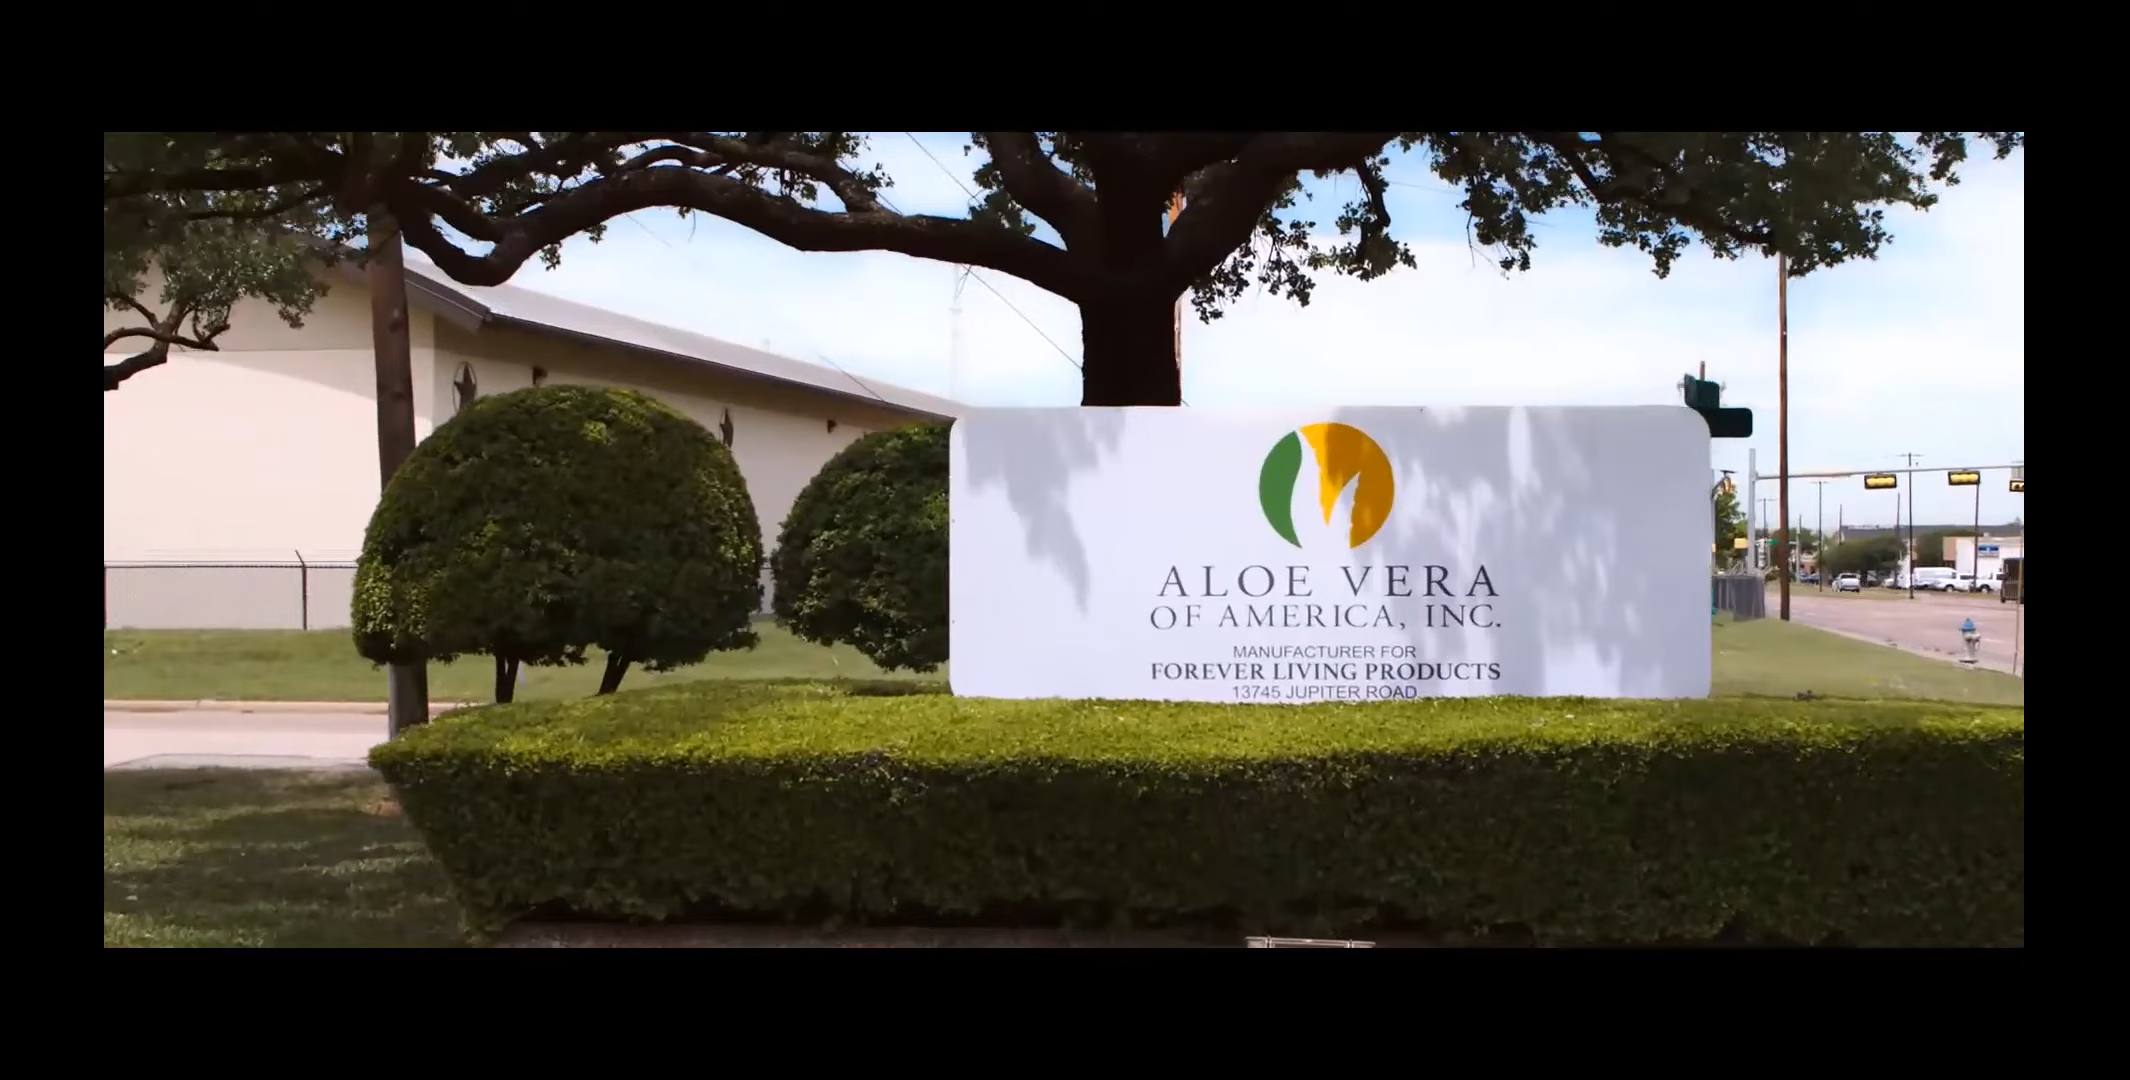 ALOE VERA
OF AMERICA, INC.
MANUFACTURER FOR
FOREVER LIVING PRODUCTS
13745 JUPITER ROAD